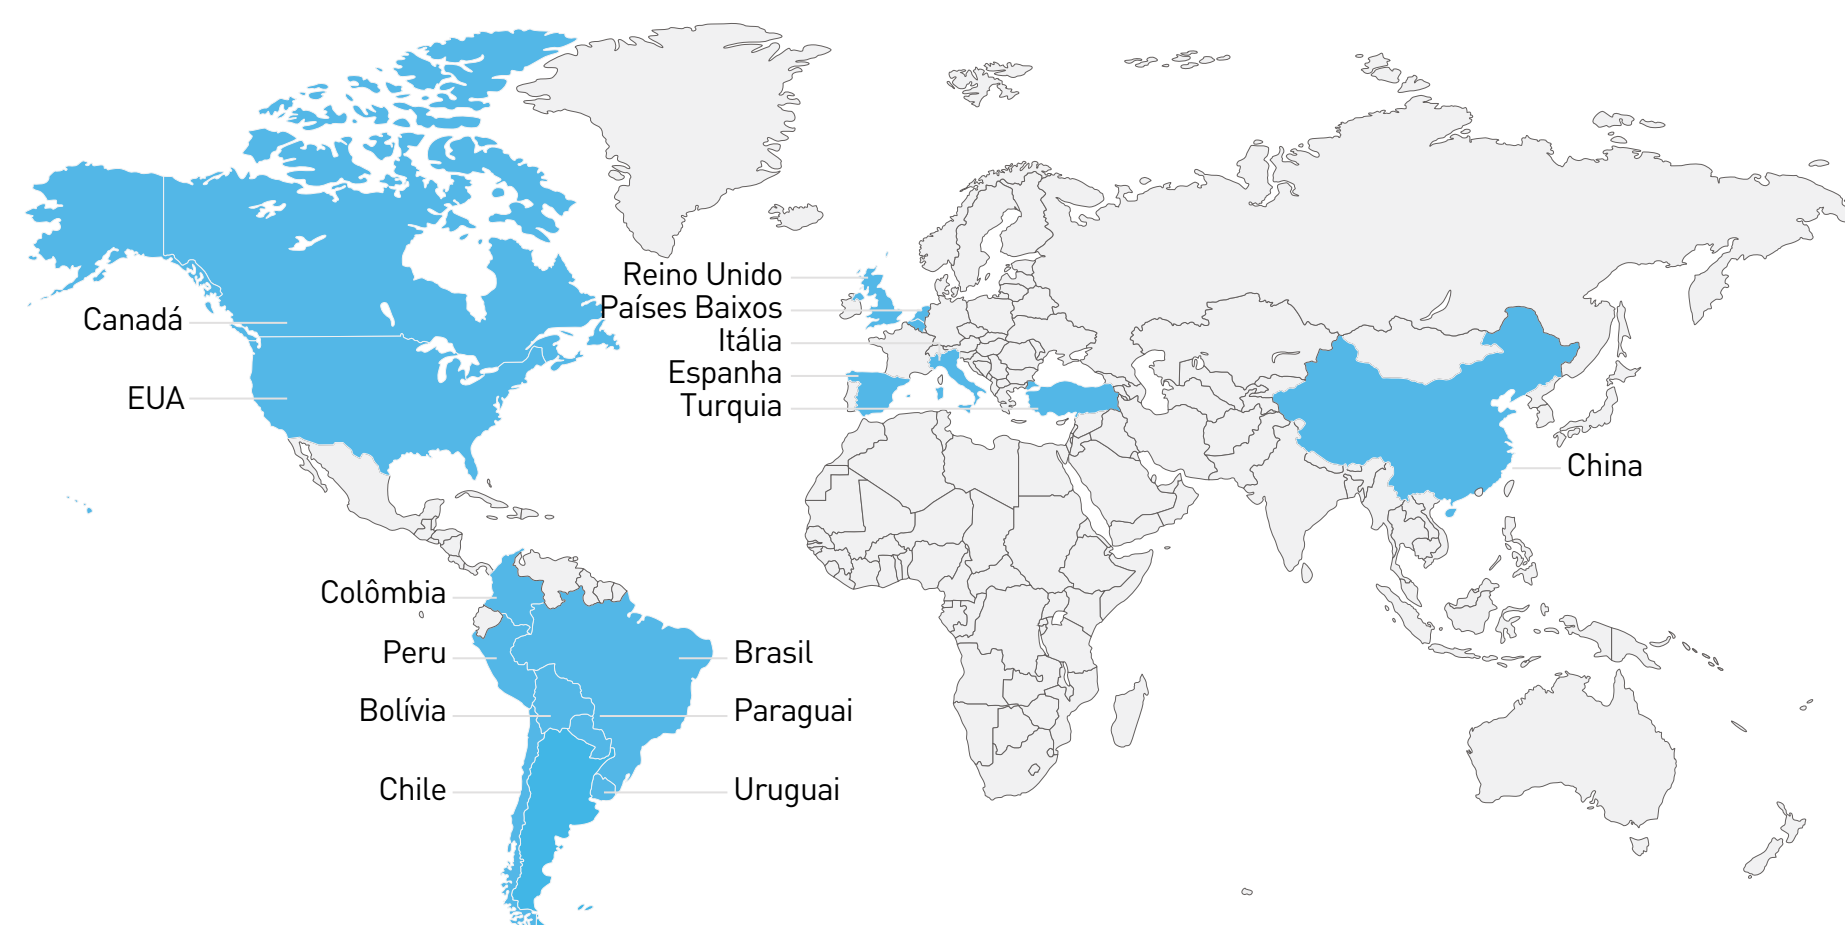 Reino Unido
Países Baixos
Itália
Espanha
Turquia
Canadá
EUA
China
Colômbia
Peru
Brasil
Bolívia
Paraguai
Chile
Uruguai